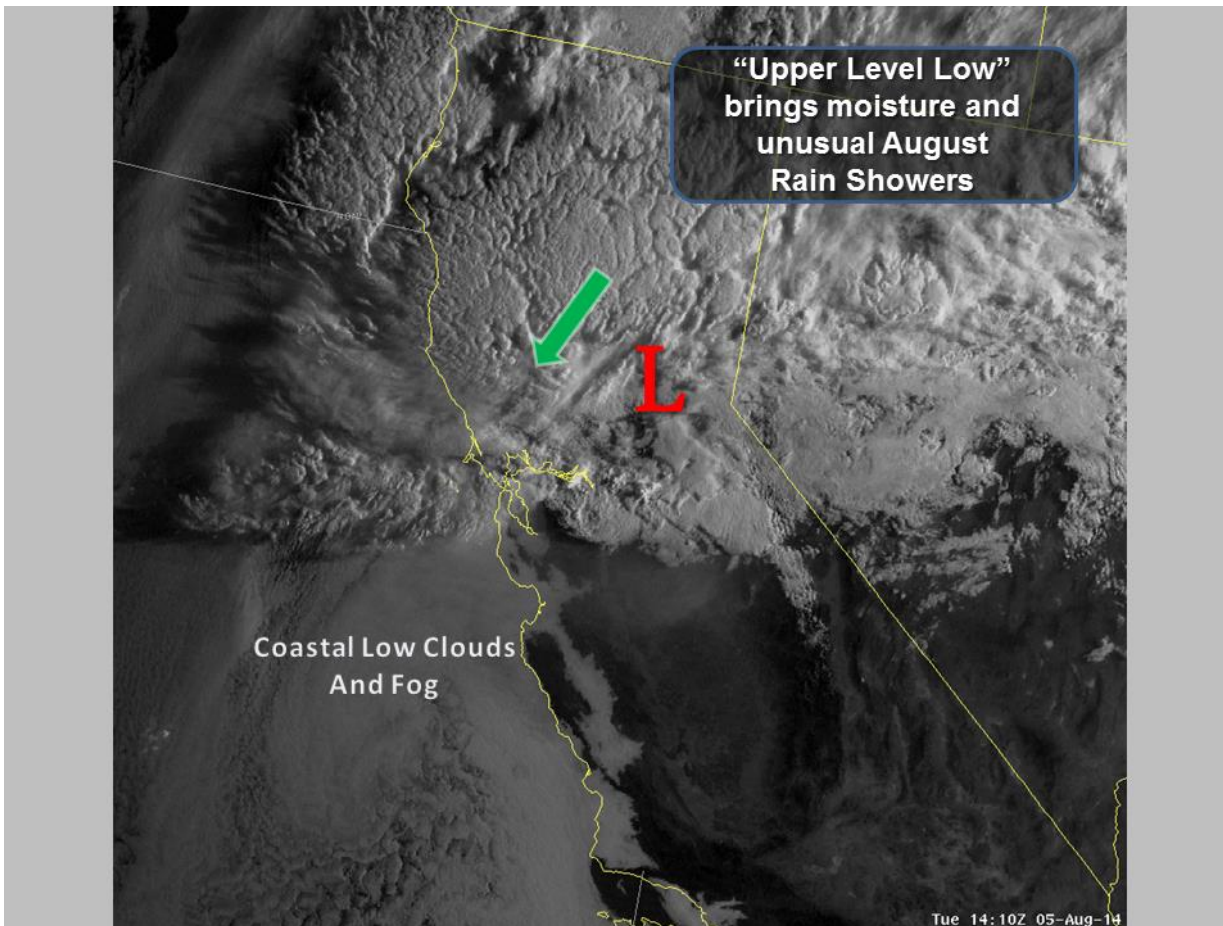 “Upper Level Low”
brings moisture and
unusual August
Rain Showers
L
Coastal Low Clouds
And Fog
Tue 14:10Z 05-Aug-14